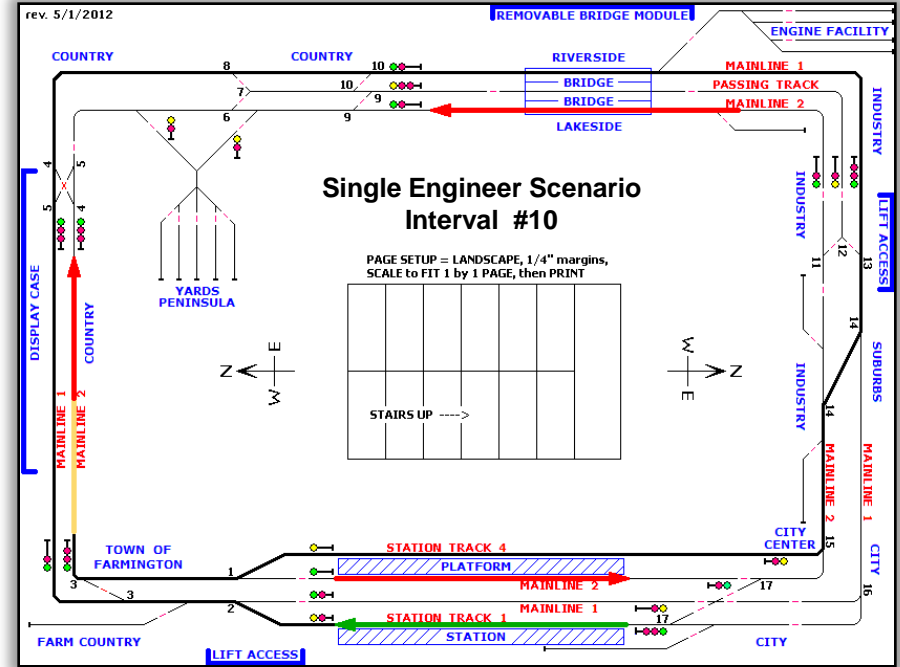 rev. 5/1/2012
REMOVABLE BRIDGE MODULE
ENGINE FACILITY
COUNTRY
COUNTRY
RIVERSIDE
8
10
MAINLINE 1
7
10
BRIDGE
PASSING TRACK
9
BRIDGE
MAINLINE 2
6
9
LAKESIDE
INDUSTRY
4
5
X
5
4
Single Engineer Scenario
Interval #10
INDUSTRY
LIFT ACCESS
11
12
13
PAGE SETUP = LANDSCAPE, 1/4" margins,
SCALE to FIT 1 by 1 PAGE, then PRINT
YARDS
PENINSULA
DISPLAY CASE
COUNTRY
14
E
N
W
W
N
E
SUBURBS
INDUSTRY
STAIRS UP ---->
14
MAINLINE 1
MAINLINE 2
MAINLINE 2
MAINLINE 1
CITY
CENTER
15
CITY
TOWN OF
FARMINGTON
STATION TRACK 4
1
PLATFORM
3
MAINLINE 2
17
16
3
2
MAINLINE 1
STATION TRACK 1
17
FARM COUNTRY
STATION
CITY
LIFT ACCESS